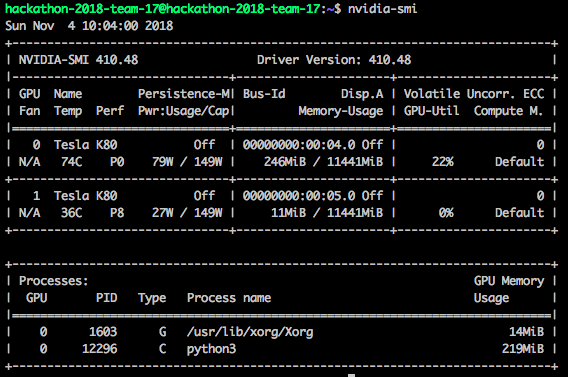 hackathon-2018-team-17@hackathon-2018-team-17:~$ nvidia-smi
Sun Nov  4 10:04:00 2018
+-----------------------------------------------------------------------------+
| NVIDIA-SMI 410.48                 Driver Version: 410.48                    |
|-------------------------------+----------------------+----------------------+
| GPU  Name        Persistence-M| Bus-Id        Disp.A | Volatile Uncorr. ECC |
| Fan  Temp  Perf  Pwr:Usage/Cap|         Memory-Usage | GPU-Util  Compute M. |
|===============================+======================+======================|
|   0  Tesla K80           Off  | 00000000:00:04.0 Off |                    0 |
| N/A   74C    P0    79W / 149W |    246MiB / 11441MiB |     22%      Default |
+-------------------------------+----------------------+----------------------+
|   1  Tesla K80           Off  | 00000000:00:05.0 Off |                    0 |
| N/A   36C    P8    27W / 149W |     11MiB / 11441MiB |      0%      Default |
+-------------------------------+----------------------+----------------------+
+-----------------------------------------------------------------------------+
| Processes:                                                       GPU Memory |
|  GPU       PID   Type   Process name                             Usage      |
|=============================================================================|
|    0      1603      G   /usr/lib/xorg/Xorg                            14MiB |
|    0     12296      C   python3                                      219MiB |
+-----------------------------------------------------------------------------+